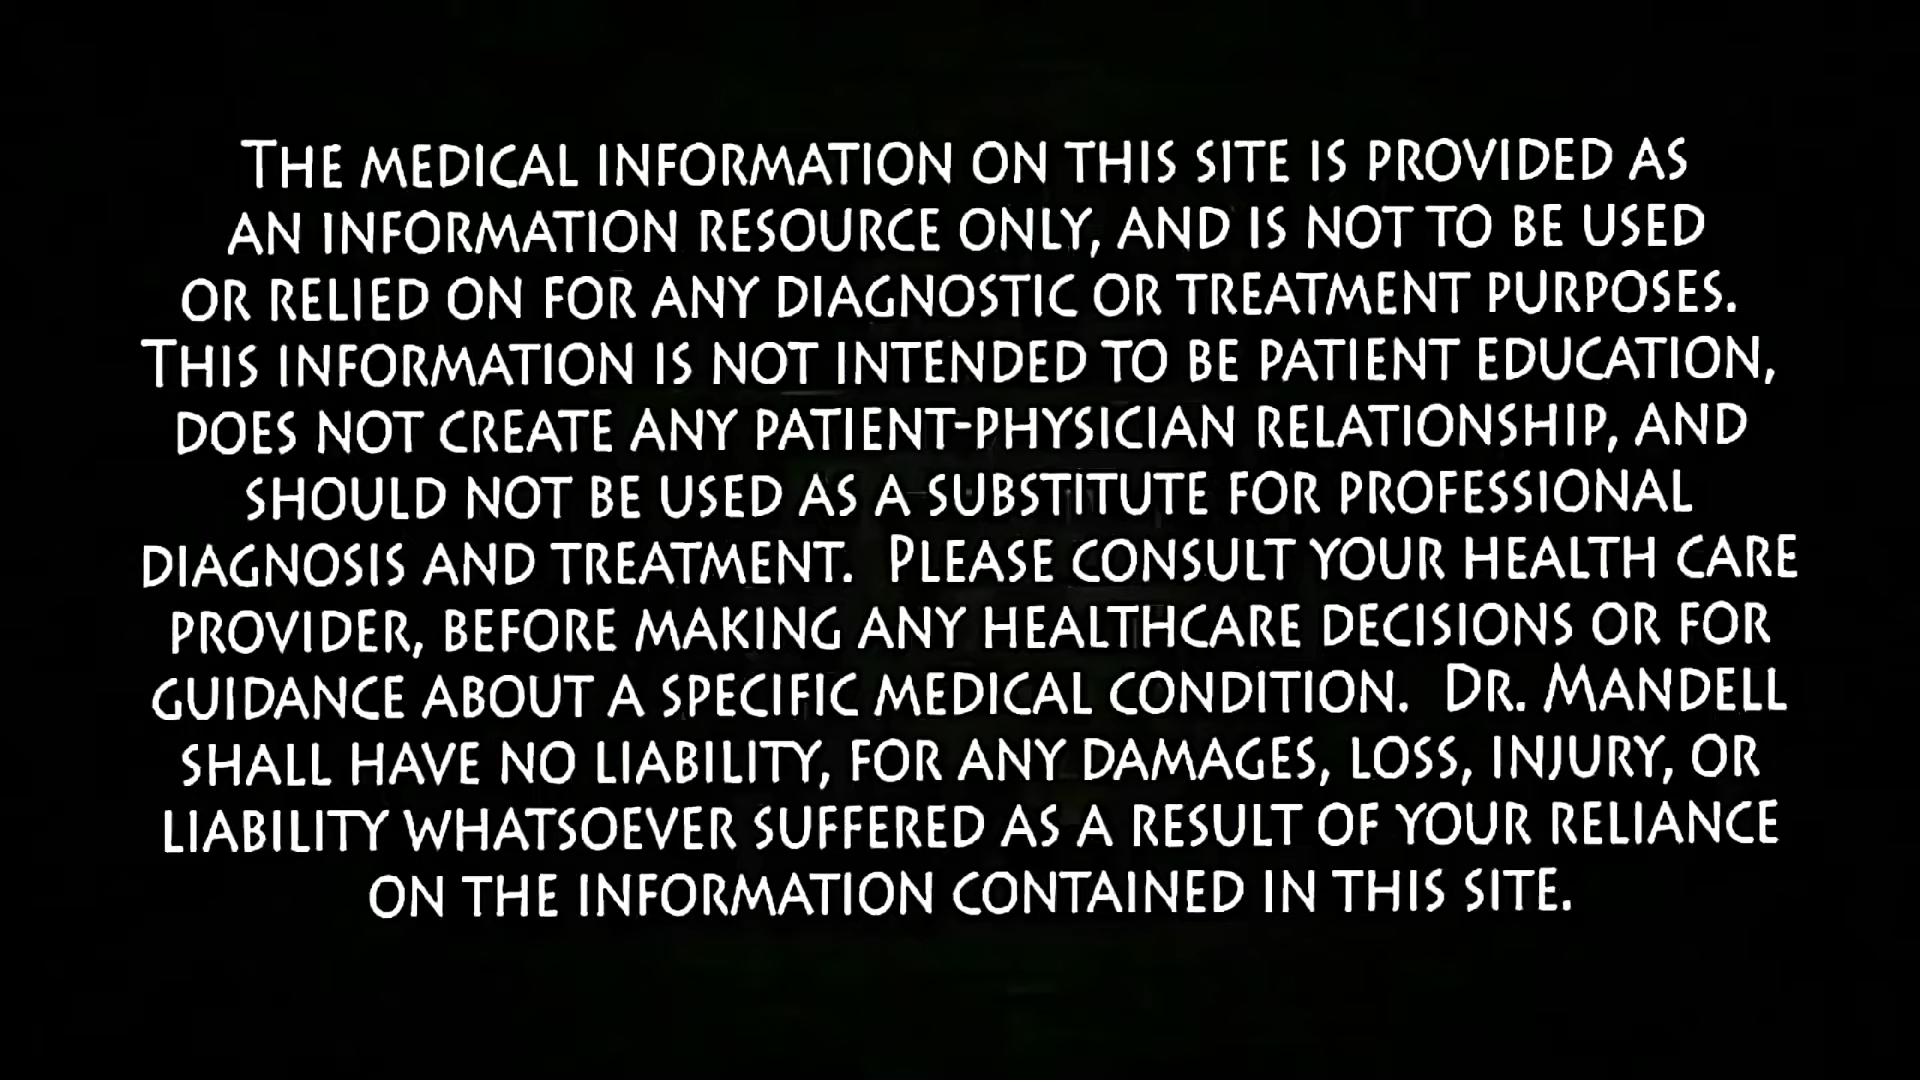 THE MEDICAL INFORMATION ON THIS SITE IS PROVIDED AS
AN INFORMATION RESOURCE ONLY, AND IS NOT TO BE USED
OR RELIED ON FOR ANY DIAGNOSTIC OR TREATMENT PURPOSES.
THIS INFORMATION IS NOT INTENDED TO BE PATIENT EDUCATION,
DOES NOT CREATE ANY PATIENT-PHYSICIAN RELATIONSHIP, AND
SHOULD NOT BE USED AS A SUBSTITUTE FOR PROFESSIONAL
DIAGNOSIS AND TREATMENT. PLEASE CONSULT YOUR HEALTH CARE
PROVIDER, BEFORE MAKING ANY HEALTHCARE DECISIONS OR FOR
GUIDANCE ABOUT A SPECIFIC MEDICAL CONDITION. DR. MANDELL
SHALL HAVE NO LIABILITY, FOR ANY DAMAGES, LOSS, INJURY, OR
LIABILITY WHATSOEVER SUFFERED AS A RESULT OF YOUR RELIANCE
ON THE INFORMATION CONTAINED IN THIS SITE.